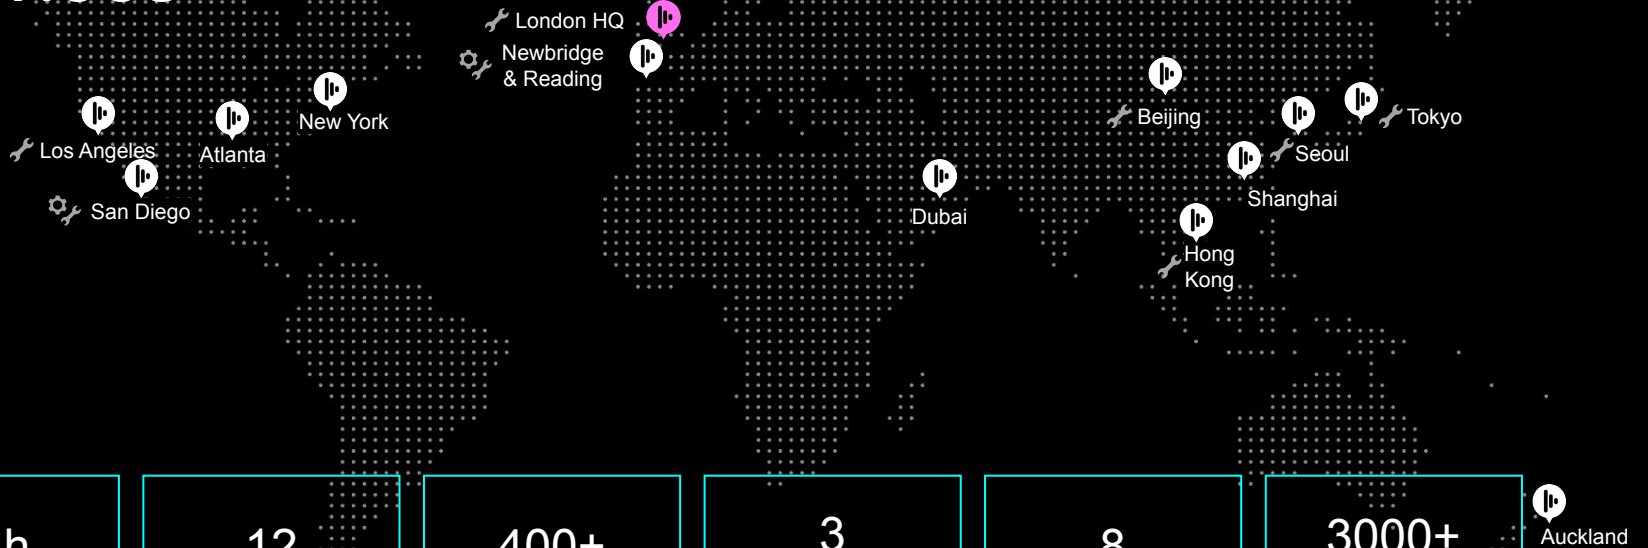 London HQ
Newbridge
& Reading
New York
Beijing
Tokyo
Los Angeles
Atlanta
Seoul
San Diego
Dubai
Shanghai
Hong
Kong
h
12
400+
3
8
3000+
Auckland